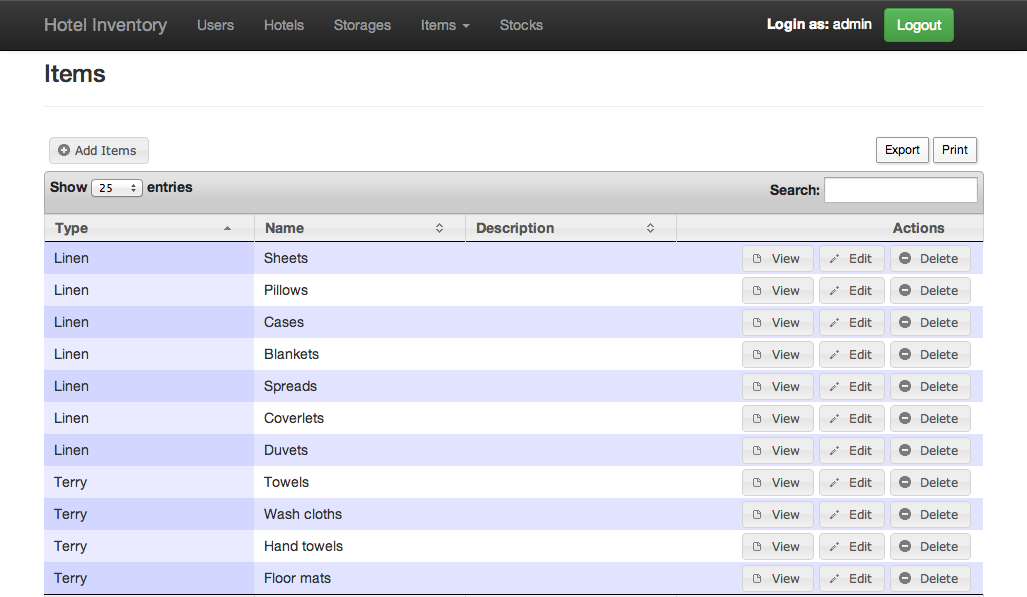 Hotel Inventory Users Hotels Storages Items Stocks Login as: admin Logout
Items
Add Items Export Print
Show 25 entries Search:
Type Name Description Actions
Linen Sheets View Edit Delete
Linen Pillows View Edit Delete
Linen Cases View Edit Delete
Linen Blankets View Edit Delete
Linen Spreads View Edit Delete
Linen Coverlets View Edit Delete
Linen Duvets View Edit Delete
Terry Towels View Edit Delete
Terry Wash cloths View Edit Delete
Terry Hand towels View Edit Delete
Terry Floor mats View Edit Delete